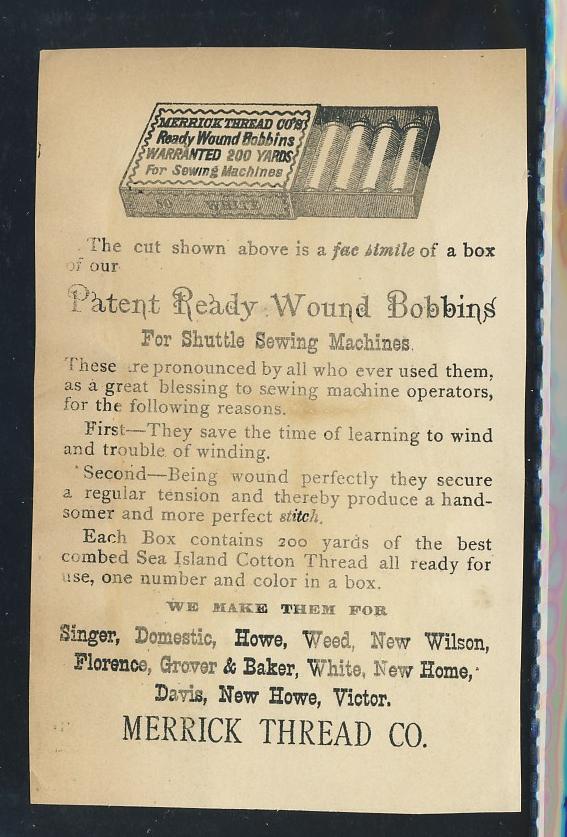 MERRICK THREAD CO'S
Ready Wound Bobbins
WARRANTED 200 YARDS
For Sewing Machines
50 WHITE
The cut shown above is a fac simile of a box
of our
Patent Ready Wound Bobbins
For Shuttle Sewing Machines.
These are pronounced by all who ever used them,
as a great blessing to sewing machine operators,
for the following reasons.
First—They save the time of learning to wind
and trouble of winding.
Second—Being wound perfectly they secure
a regular tension and thereby produce a hand-
somer and more perfect stitch.
Each Box contains 200 yards of the best
combed Sea Island Cotton Thread all ready for
use, one number and color in a box.
WE MAKE THEM FOR
Singer, Domestic, Howe, Weed, New Wilson,
Florence, Grover & Baker, White, New Home,
Davis, New Howe, Victor.
MERRICK THREAD CO.